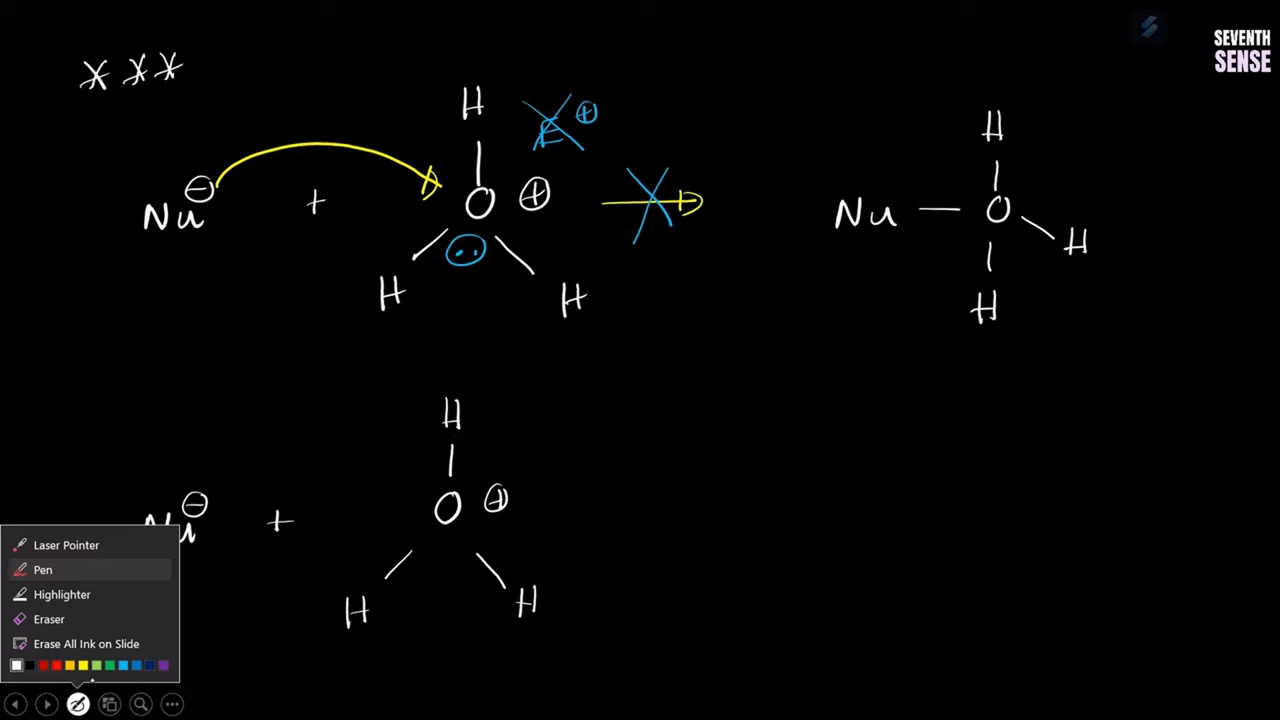 SEVENTH
SENSE
***
H
E ⊕
Nu ⊖ + O ⊕
H H
H
Nu — O
H
H
H
Nu ⊖ + O ⊕
H H
Laser Pointer
Pen
Highlighter
Eraser
Erase All Ink on Slide